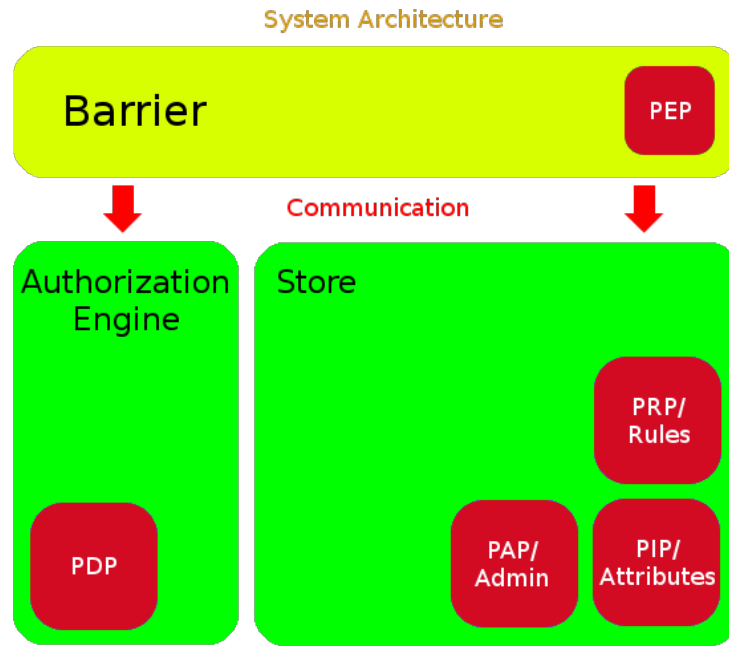 System Architecture
Barrier
PEP
Communication
Authorization
Engine
Store
PRP/
Rules
PDP
PAP/
Admin
PIP/
Attributes